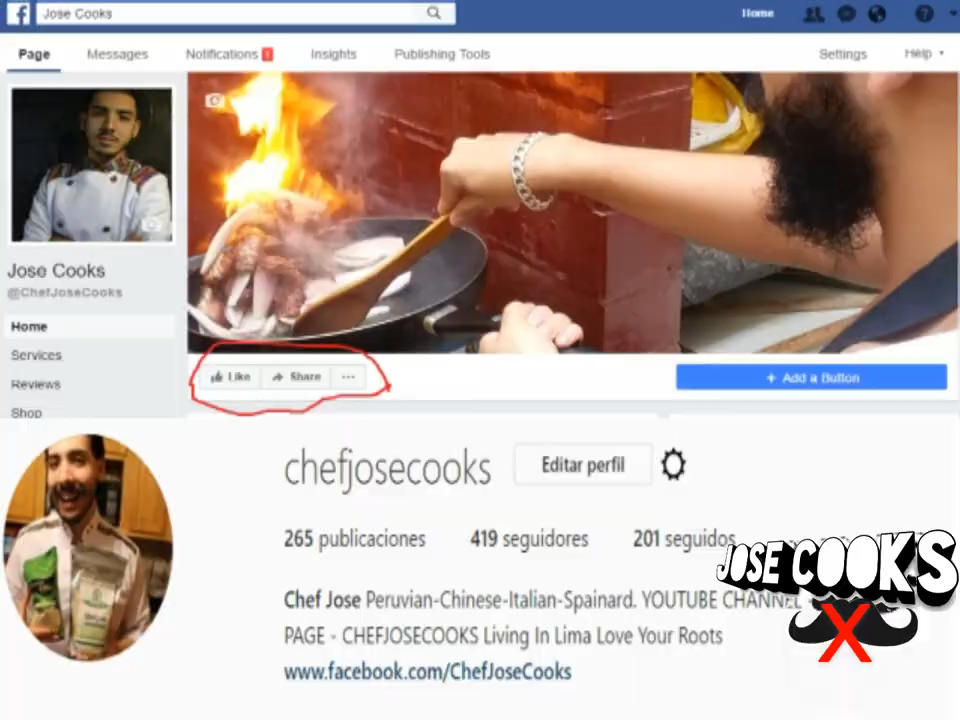 f Jose Cooks Home
Page Messages Notifications 1 Insights Publishing Tools Settings Help
Jose Cooks
@ChefJoseCooks
Home
Services
Reviews
Shop
Like Share ... + Add a Button
chefjosecooks Editar perfil
265 publicaciones 419 seguidores 201 seguidos
JOSE COOKS
X
Chef Jose Peruvian-Chinese-Italian-Spainard. YOUTUBE CHANNEL -
PAGE - CHEFJOSECOOKS Living In Lima Love Your Roots
www.facebook.com/ChefJoseCooks